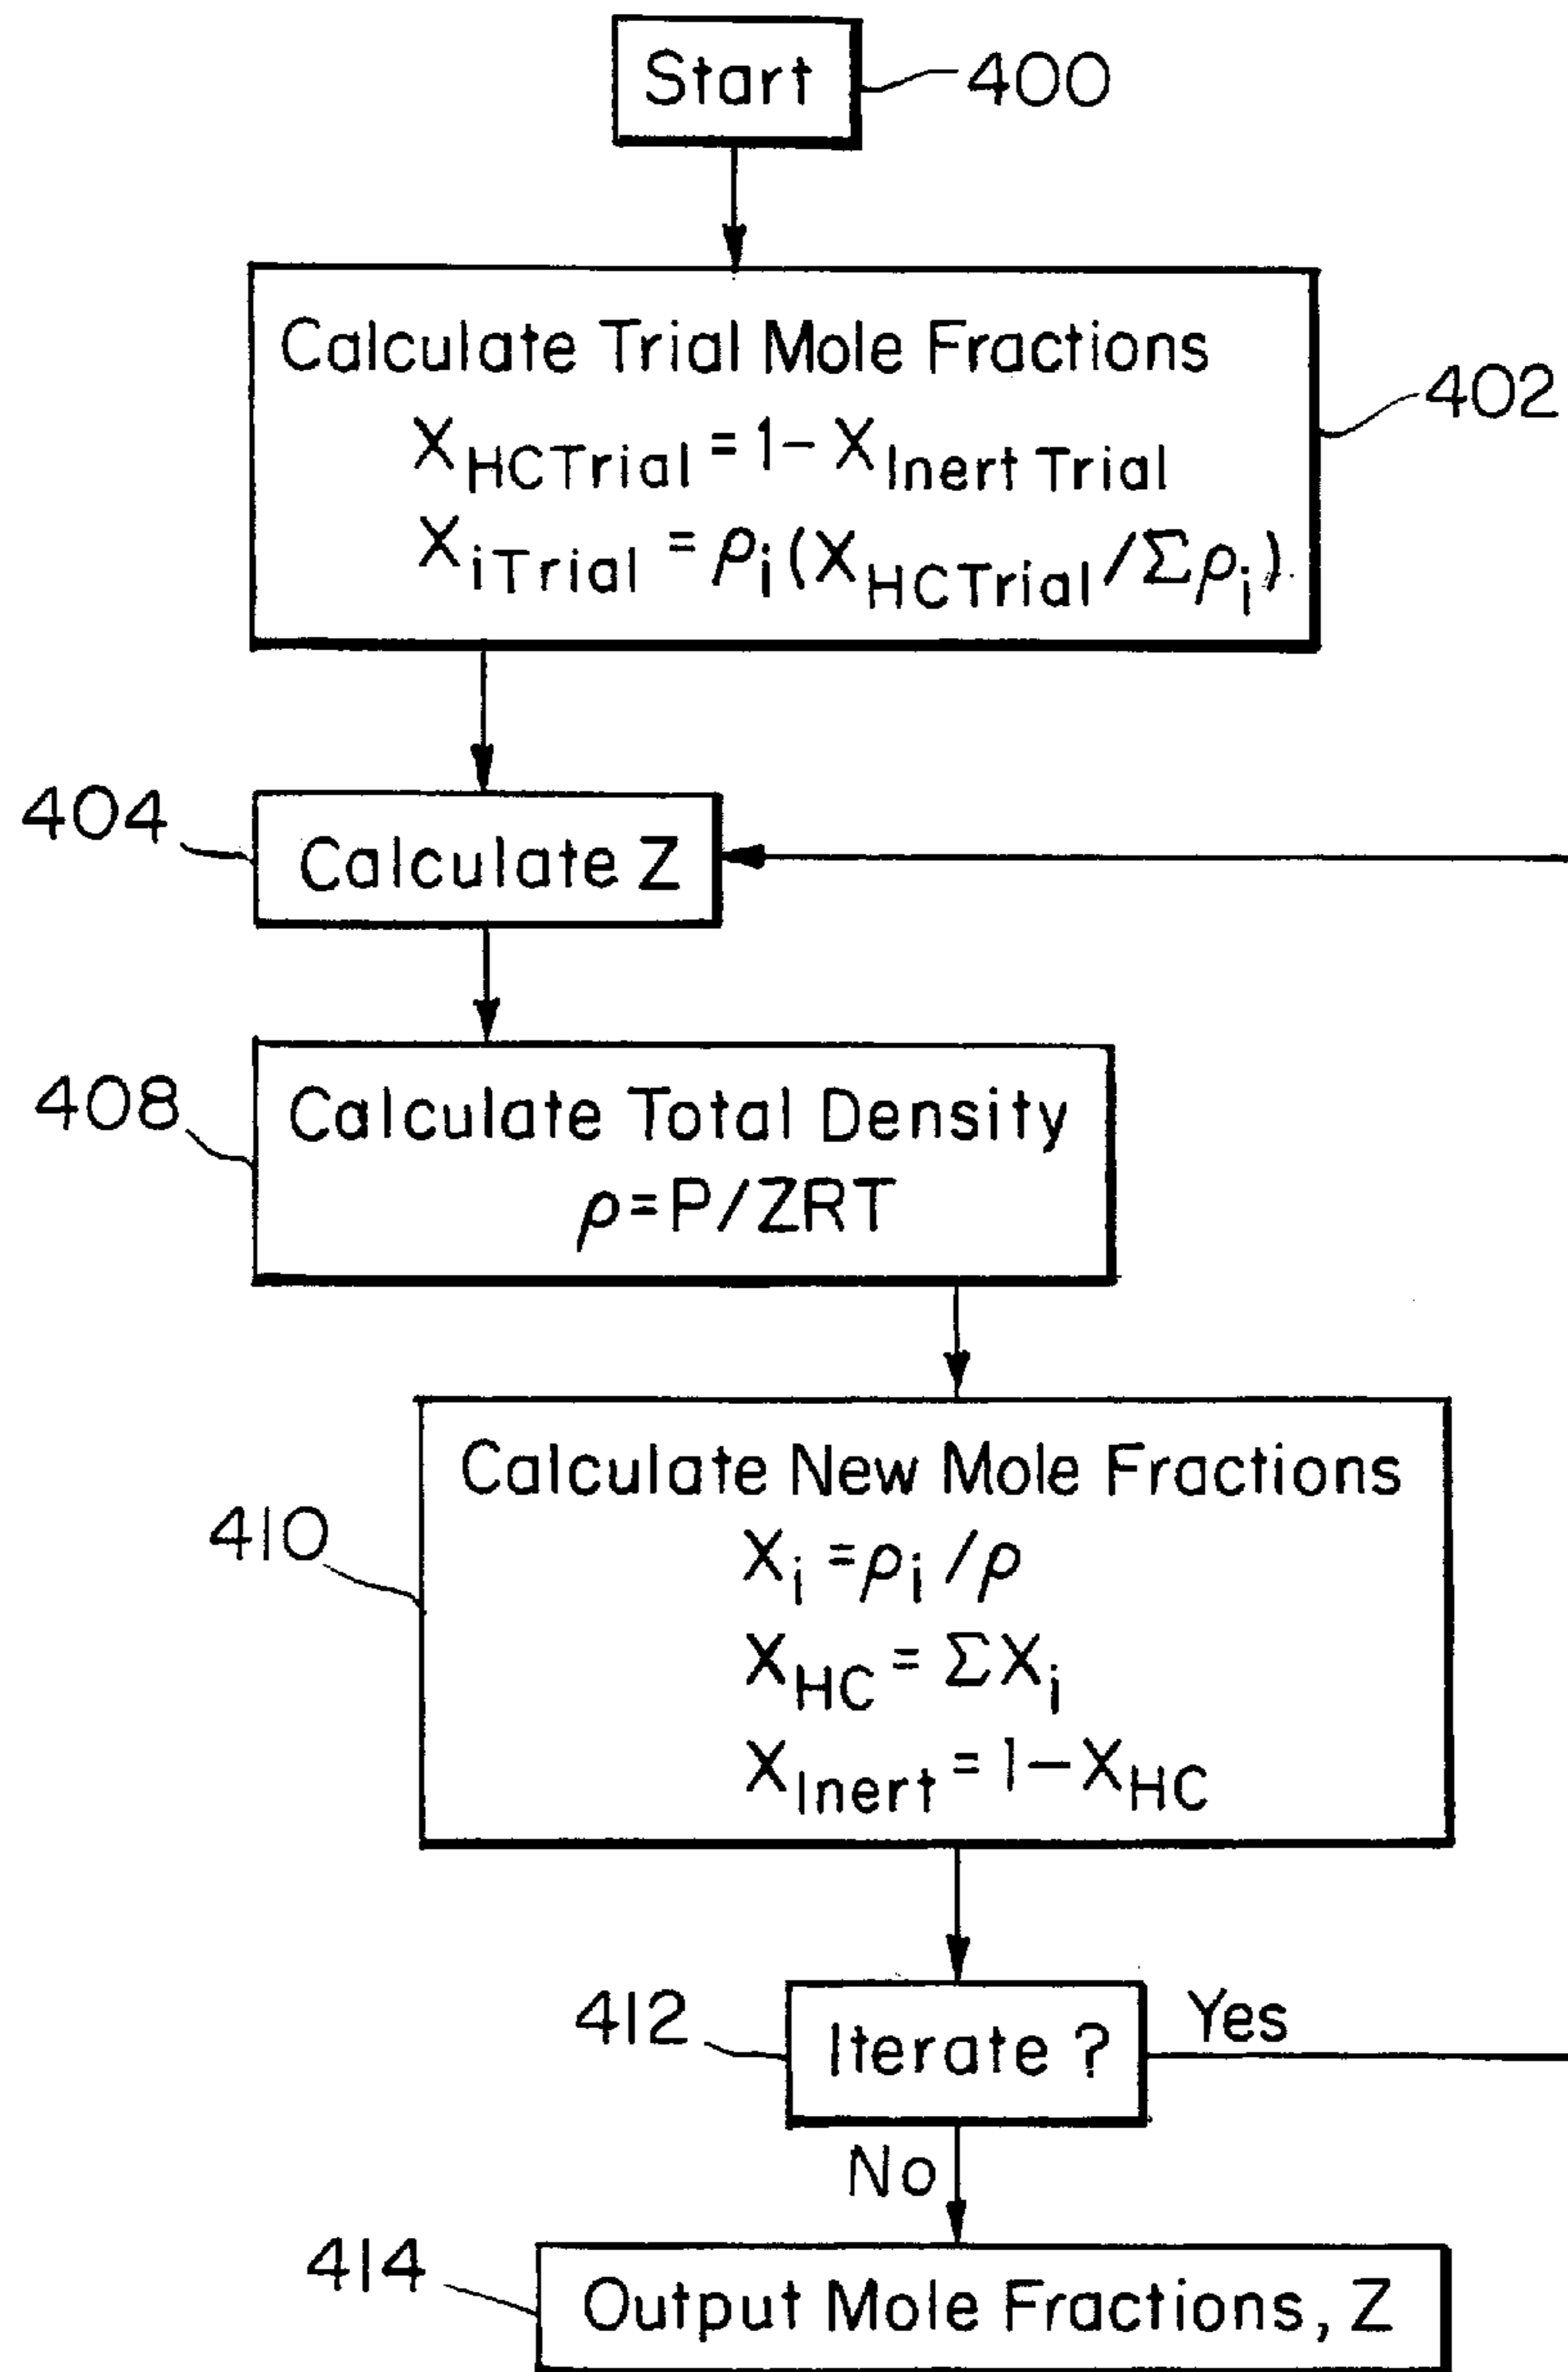 Start
400
Calculate Trial Mole Fractions
X_HCTrial = 1 - X_Inert Trial
X_iTrial = ρ_i (X_HCTrial / Σρ_i)
402
404
Calculate Z
408
Calculate Total Density
ρ = P/ZRT
410
Calculate New Mole Fractions
X_i = ρ_i / ρ
X_HC = ΣX_i
X_Inert = 1 - X_HC
412
Iterate ?
Yes
No
414
Output Mole Fractions, Z